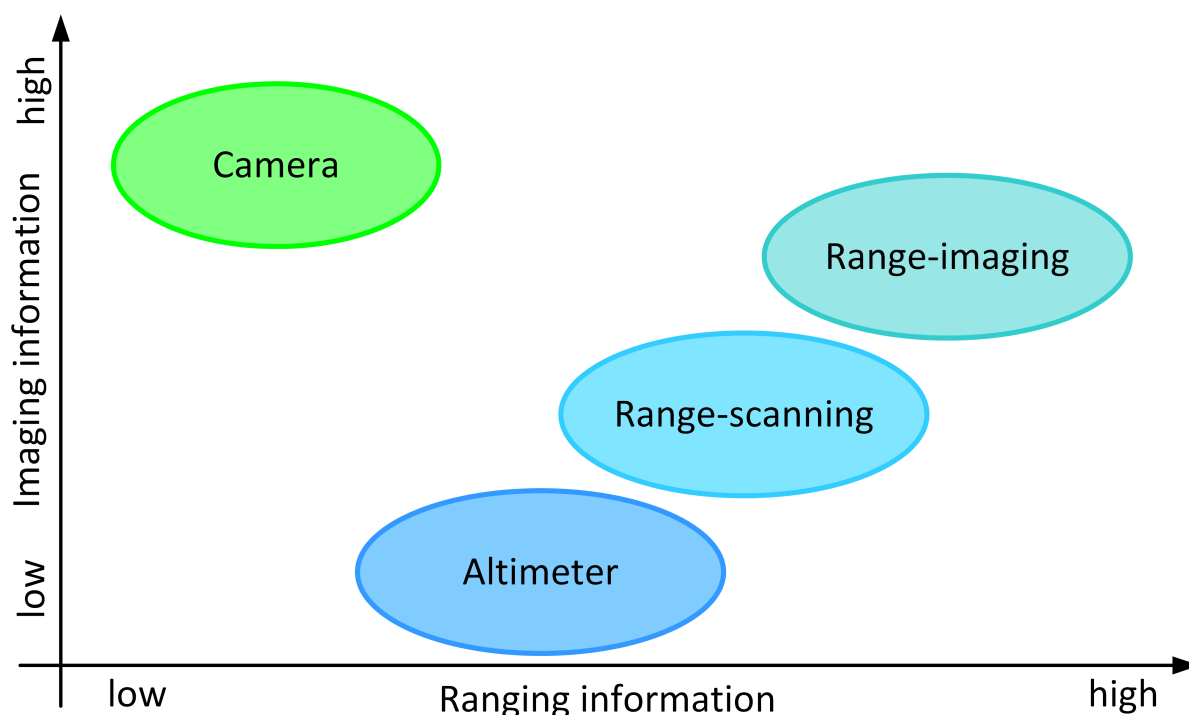 high
Imaging information
low
Camera
Range-imaging
Range-scanning
Altimeter
low
Ranging information
high